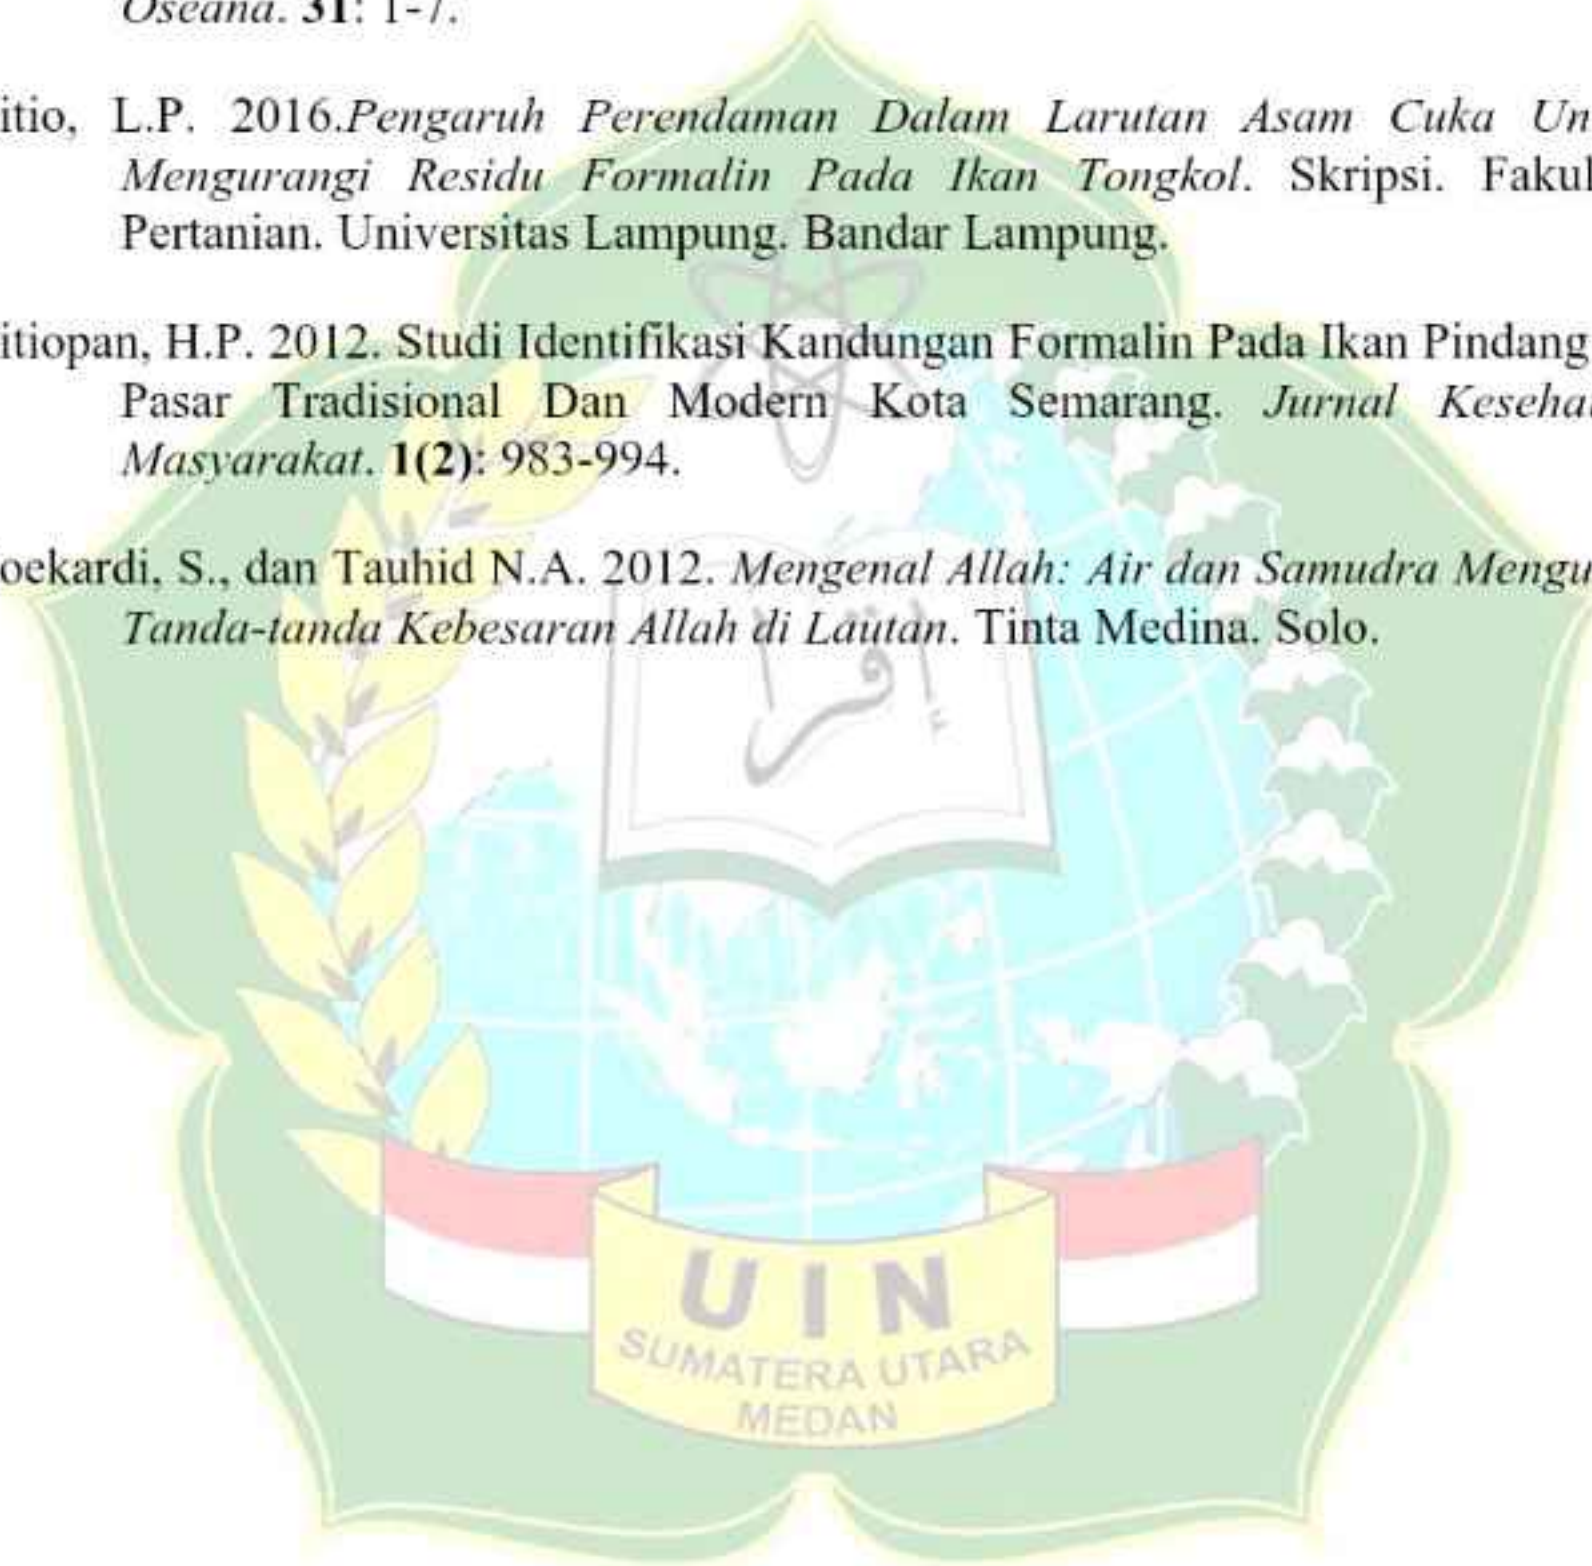 Oseana. 31: 1-7.
itio, L.P. 2016.Pengaruh Perendaman Dalam Larutan Asam Cuka Un
Mengurangi Residu Formalin Pada Ikan Tongkol. Skripsi. Fakul
Pertanian. Universitas Lampung. Bandar Lampung.
itiopan, H.P. 2012. Studi Identifikasi Kandungan Formalin Pada Ikan Pindang
Pasar Tradisional Dan Modern Kota Semarang. Jurnal Keseha
Masyarakat. 1(2): 983-994.
oekardi, S., dan Tauhid N.A. 2012. Mengenal Allah: Air dan Samudra Mengu
Tanda-tanda Kebesaran Allah di Lautan. Tinta Medina. Solo.
إقرأ
UIN
SUMATERA UTARA
MEDAN